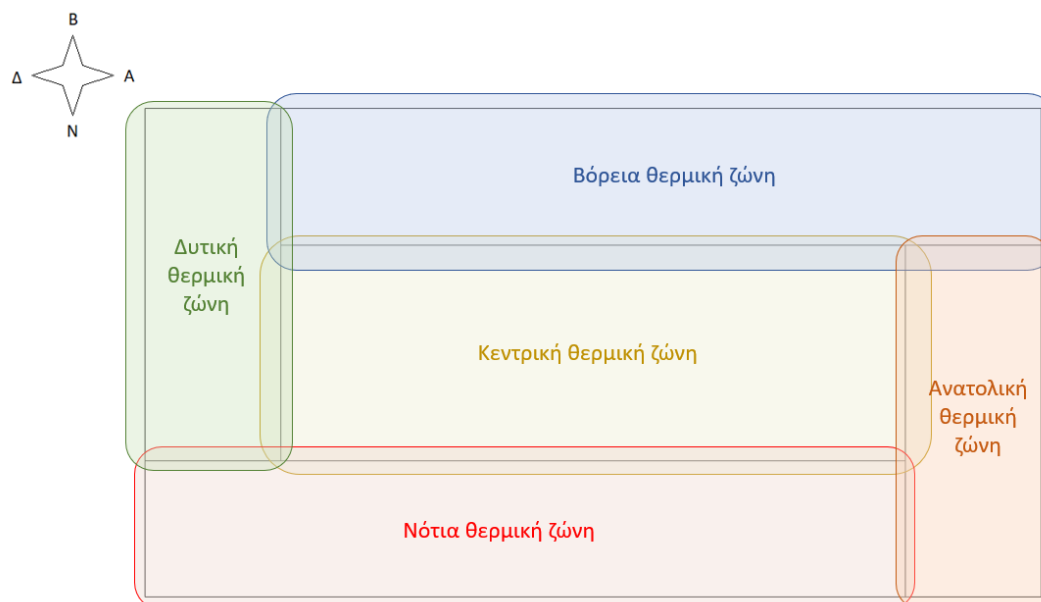 Β
Δ
Α
Ν
Βόρεια θερμική ζώνη
Δυτική
θερμική
ζώνη
Κεντρική θερμική ζώνη
Ανατολική
θερμική
ζώνη
Νότια θερμική ζώνη